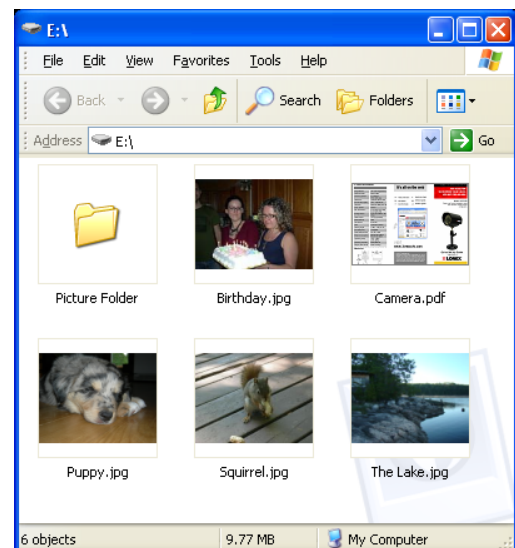 E:\
File Edit View Favorites Tools Help
Back Search Folders
Address E:\ Go
Picture Folder Birthday.jpg Camera.pdf
Puppy.jpg Squirrel.jpg The Lake.jpg
6 objects 9.77 MB My Computer